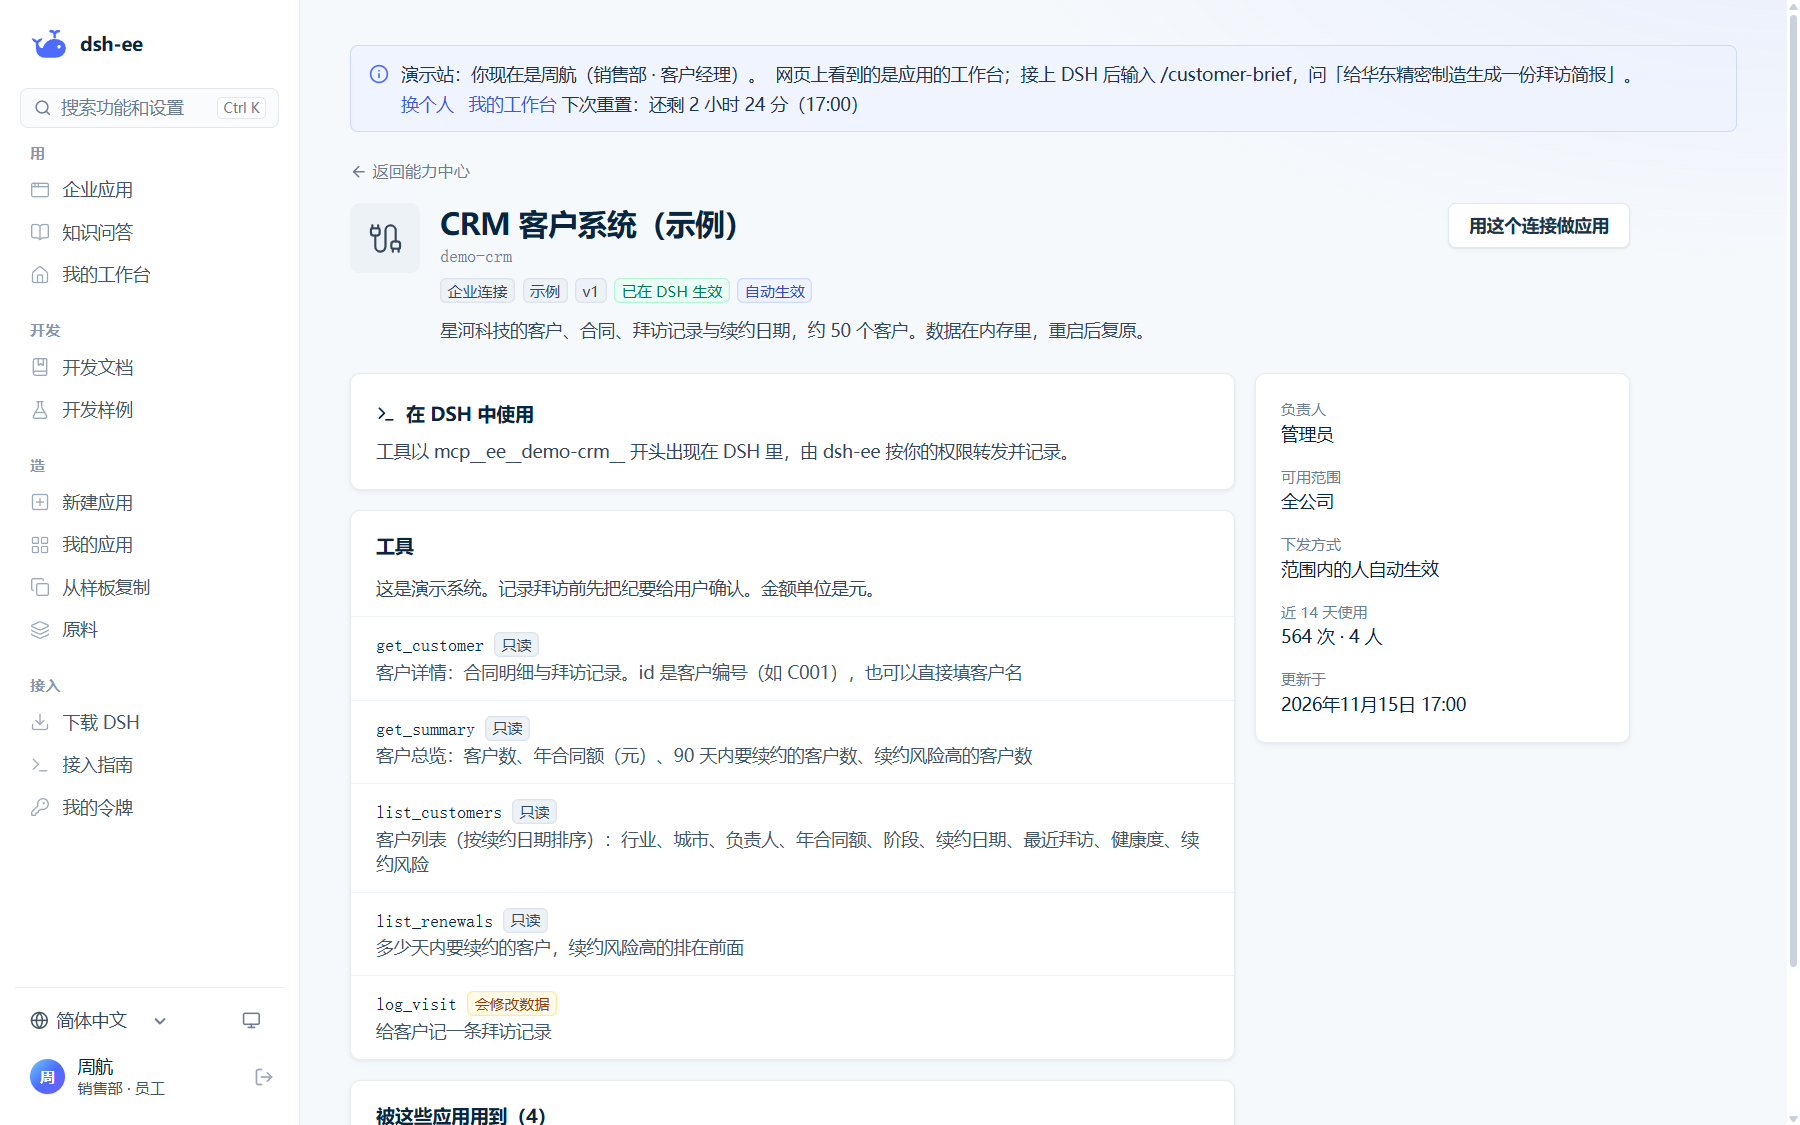 dsh-ee
搜索功能和设置 Ctrl K
用
企业应用
知识问答
我的工作台
开发
开发文档
开发样例
造
新建应用
我的应用
从样板复制
原料
接入
下载 DSH
接入指南
我的令牌
简体中文
周
周航
销售部 · 员工
演示站：你现在是周航（销售部 · 客户经理）。 网页上看到的是应用的工作台；接上 DSH 后输入 /customer-brief，问「给华东精密制造生成一份拜访简报」。
换个人 我的工作台 下次重置：还剩 2 小时 24 分（17:00）
← 返回能力中心
CRM 客户系统（示例）
demo-crm
企业连接 示例 v1 已在 DSH 生效 自动生效
星河科技的客户、合同、拜访记录与续约日期，约 50 个客户。数据在内存里，重启后复原。
用这个连接做应用
在 DSH 中使用
工具以 mcp__ee__demo-crm__ 开头出现在 DSH 里，由 dsh-ee 按你的权限转发并记录。
工具
这是演示系统。记录拜访前先把纪要给用户确认。金额单位是元。
get_customer 只读
客户详情：合同明细与拜访记录。id 是客户编号（如 C001），也可以直接填客户名
get_summary 只读
客户总览：客户数、年合同额（元）、90 天内要续约的客户数、续约风险高的客户数
list_customers 只读
客户列表（按续约日期排序）：行业、城市、负责人、年合同额、阶段、续约日期、最近拜访、健康度、续
约风险
list_renewals 只读
多少天内要续约的客户，续约风险高的排在前面
log_visit 会修改数据
给客户记一条拜访记录
被这些应用用到（4）
负责人
管理员
可用范围
全公司
下发方式
范围内的人自动生效
近 14 天使用
564 次 · 4 人
更新于
2026年11月15日 17:00